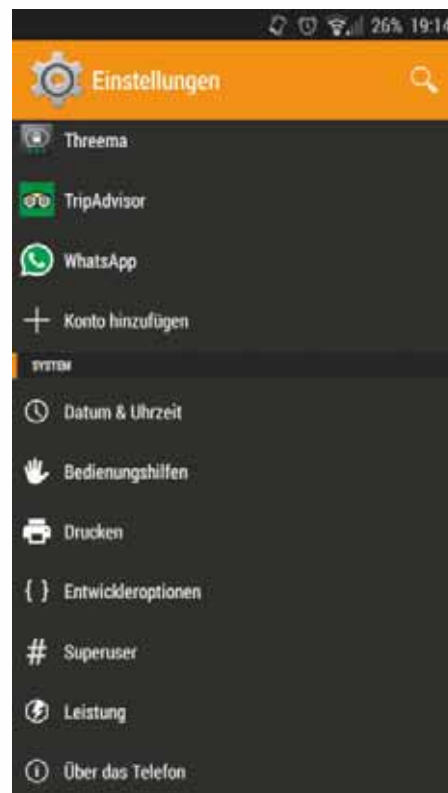 26% 19:14
Einstellungen
Threema
TripAdvisor
WhatsApp
Konto hinzufügen
SYSTEM
Datum & Uhrzeit
Bedienungshilfen
Drucken
{ } Entwickleroptionen
# Superuser
Leistung
Über das Telefon